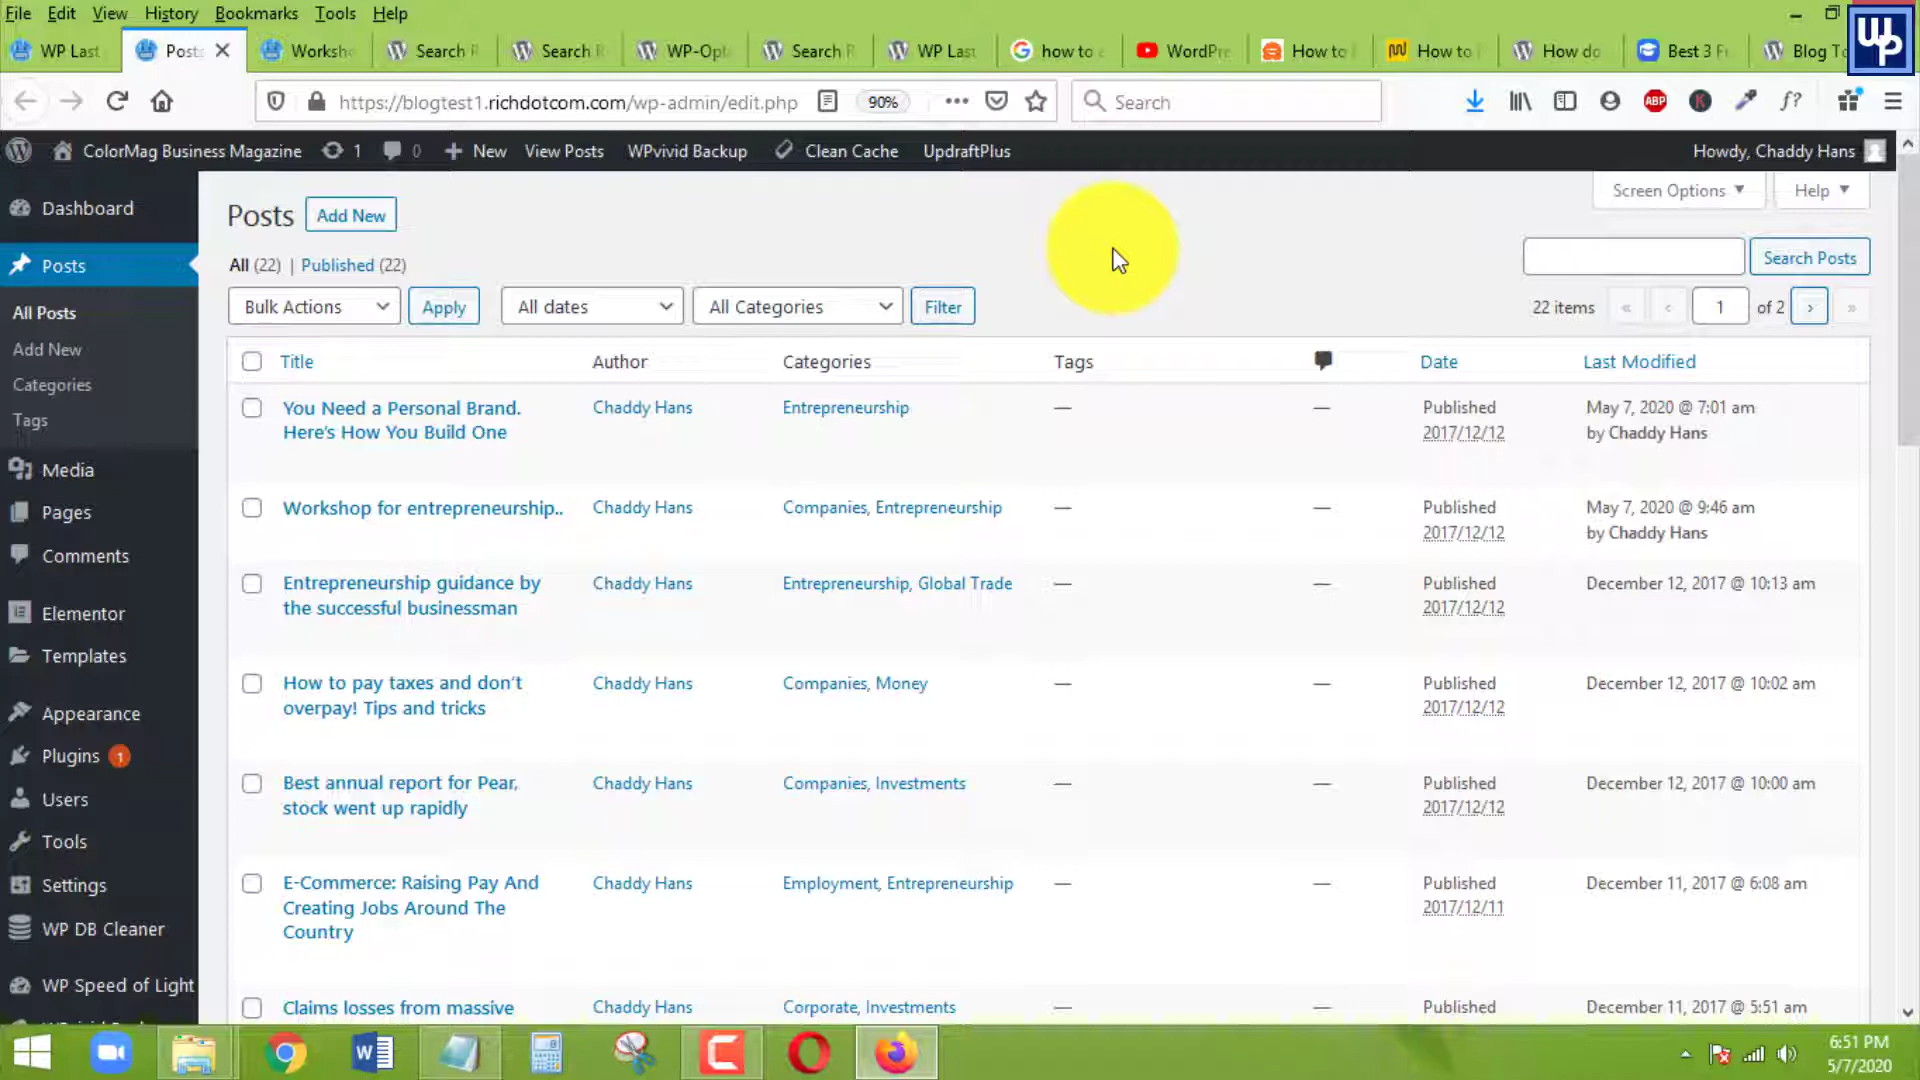 File Edit View History Bookmarks Tools Help
WP Last Posts Worksho Search R Search R WP-Opt Search R WP Last how to e WordPre How to How to How do Best 3 F Blog To
https://blogtest1.richdotcom.com/wp-admin/edit.php 90% Search ABP f?
ColorMag Business Magazine 1 0 New View Posts WPvivid Backup Clean Cache UpdraftPlus Howdy, Chaddy Hans
Screen Options Help
Dashboard
Posts
All Posts
Add New
Categories
Tags
Media
Pages
Comments
Elementor
Templates
Appearance
Plugins 1
Users
Tools
Settings
WP DB Cleaner
WP Speed of Light
Posts Add New
All (22) | Published (22)
Search Posts
Bulk Actions Apply All dates All Categories Filter 22 items « ‹ 1 of 2 › »
Title Author Categories Tags Date Last Modified
You Need a Personal Brand. Chaddy Hans Entrepreneurship — — Published May 7, 2020 @ 7:01 am
Here's How You Build One 2017/12/12 by Chaddy Hans
Workshop for entrepreneurship.. Chaddy Hans Companies, Entrepreneurship — — Published May 7, 2020 @ 9:46 am
2017/12/12 by Chaddy Hans
Entrepreneurship guidance by Chaddy Hans Entrepreneurship, Global Trade — — Published December 12, 2017 @ 10:13 am
the successful businessman 2017/12/12
How to pay taxes and don't Chaddy Hans Companies, Money — — Published December 12, 2017 @ 10:02 am
overpay! Tips and tricks 2017/12/12
Best annual report for Pear, Chaddy Hans Companies, Investments — — Published December 12, 2017 @ 10:00 am
stock went up rapidly 2017/12/12
E-Commerce: Raising Pay And Chaddy Hans Employment, Entrepreneurship — — Published December 11, 2017 @ 6:08 am
Creating Jobs Around The 2017/12/11
Country
Claims losses from massive Chaddy Hans Corporate, Investments — — Published December 11, 2017 @ 5:51 am
6:51 PM
5/7/2020